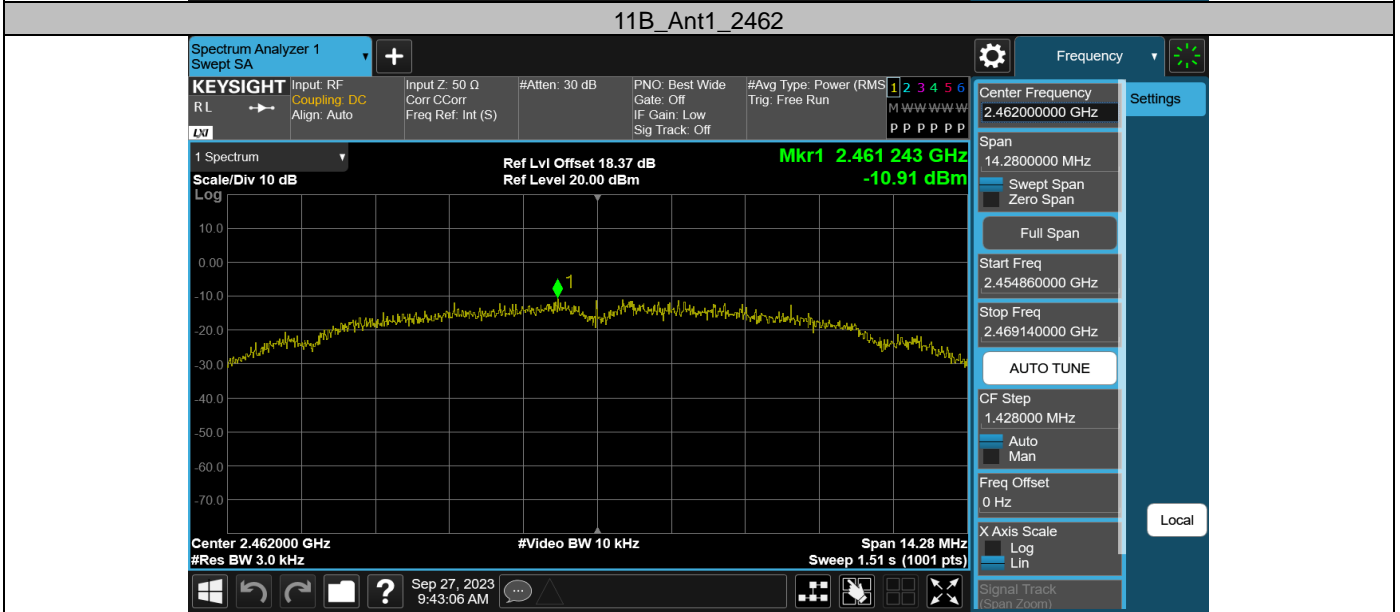 11B_Ant1_2462
Spectrum Analyzer 1
Swept SA
+
Frequency
KEYSIGHT
R L
LXI
Input: RF
Coupling: DC
Align: Auto
Input Z: 50 Ω
Corr CCorr
Freq Ref: Int (S)
#Atten: 30 dB
PNO: Best Wide
Gate: Off
IF Gain: Low
Sig Track: Off
#Avg Type: Power (RMS
Trig: Free Run
1 2 3 4 5 6
M W W W W W
P P P P P P
1 Spectrum
Scale/Div 10 dB
Ref Lvl Offset 18.37 dB
Ref Level 20.00 dBm
Mkr1 2.461 243 GHz
-10.91 dBm
Log
10.0
0.00
-10.0
-20.0
-30.0
-40.0
-50.0
-60.0
-70.0
1
Center 2.462000 GHz
#Res BW 3.0 kHz
#Video BW 10 kHz
Span 14.28 MHz
Sweep 1.51 s (1001 pts)
Center Frequency
2.462000000 GHz
Span
14.2800000 MHz
Swept Span
Zero Span
Full Span
Start Freq
2.454860000 GHz
Stop Freq
2.469140000 GHz
AUTO TUNE
CF Step
1.428000 MHz
Auto
Man
Freq Offset
0 Hz
X Axis Scale
Log
Lin
Signal Track
(Span Zoom)
Settings
Local
?
Sep 27, 2023
9:43:06 AM